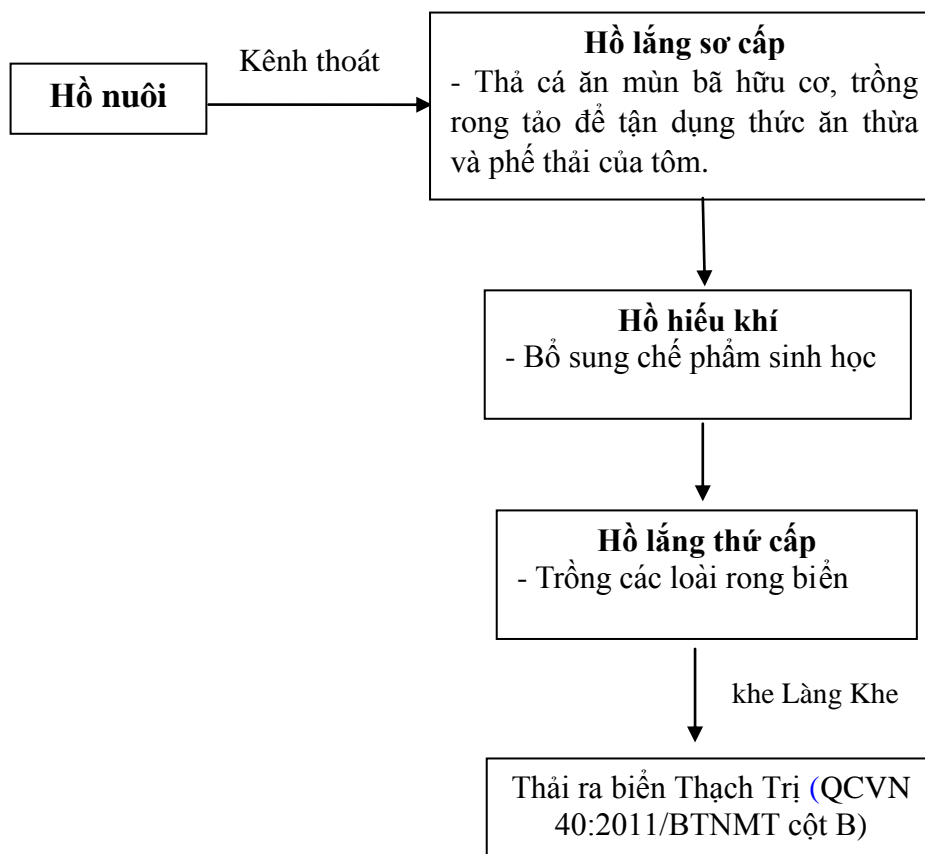 Hồ nuôi
Kênh thoát
Hồ lắng sơ cấp
- Thả cá ăn mùn bã hữu cơ, trồng
rong tảo để tận dụng thức ăn thừa
và phế thải của tôm.
Hồ hiếu khí
- Bổ sung chế phẩm sinh học
Hồ lắng thứ cấp
- Trồng các loài rong biển
khe Làng Khe
Thải ra biển Thạch Trị (QCVN
40:2011/BTNMT cột B)